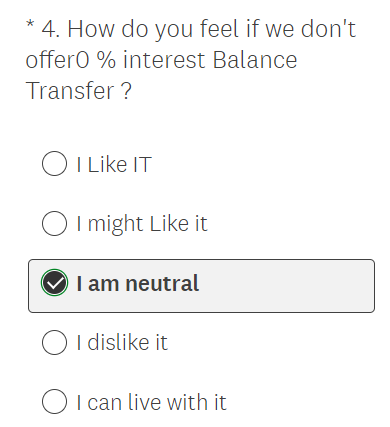 * 4. How do you feel if we don't
offer0 % interest Balance
Transfer ?
I Like IT
I might Like it
I am neutral
I dislike it
I can live with it